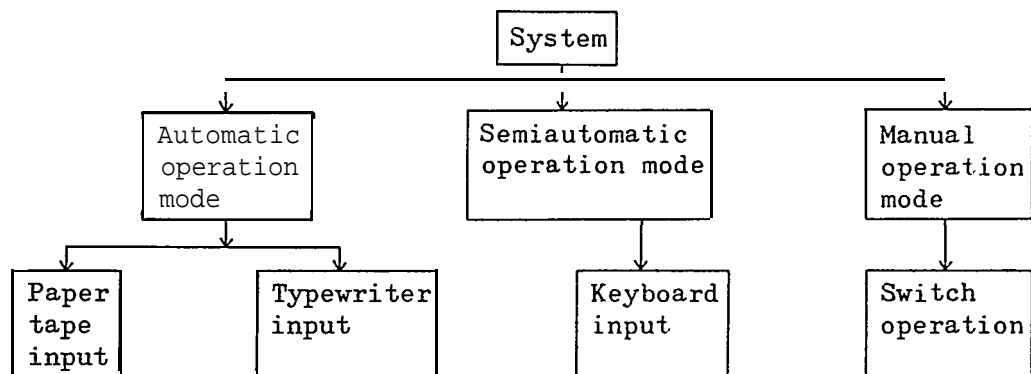 System
Automatic
operation
mode
Semiautomatic
operation mode
Manual
operation
mode
Paper
tape
input
Typewriter
input
Keyboard
input
Switch
operation